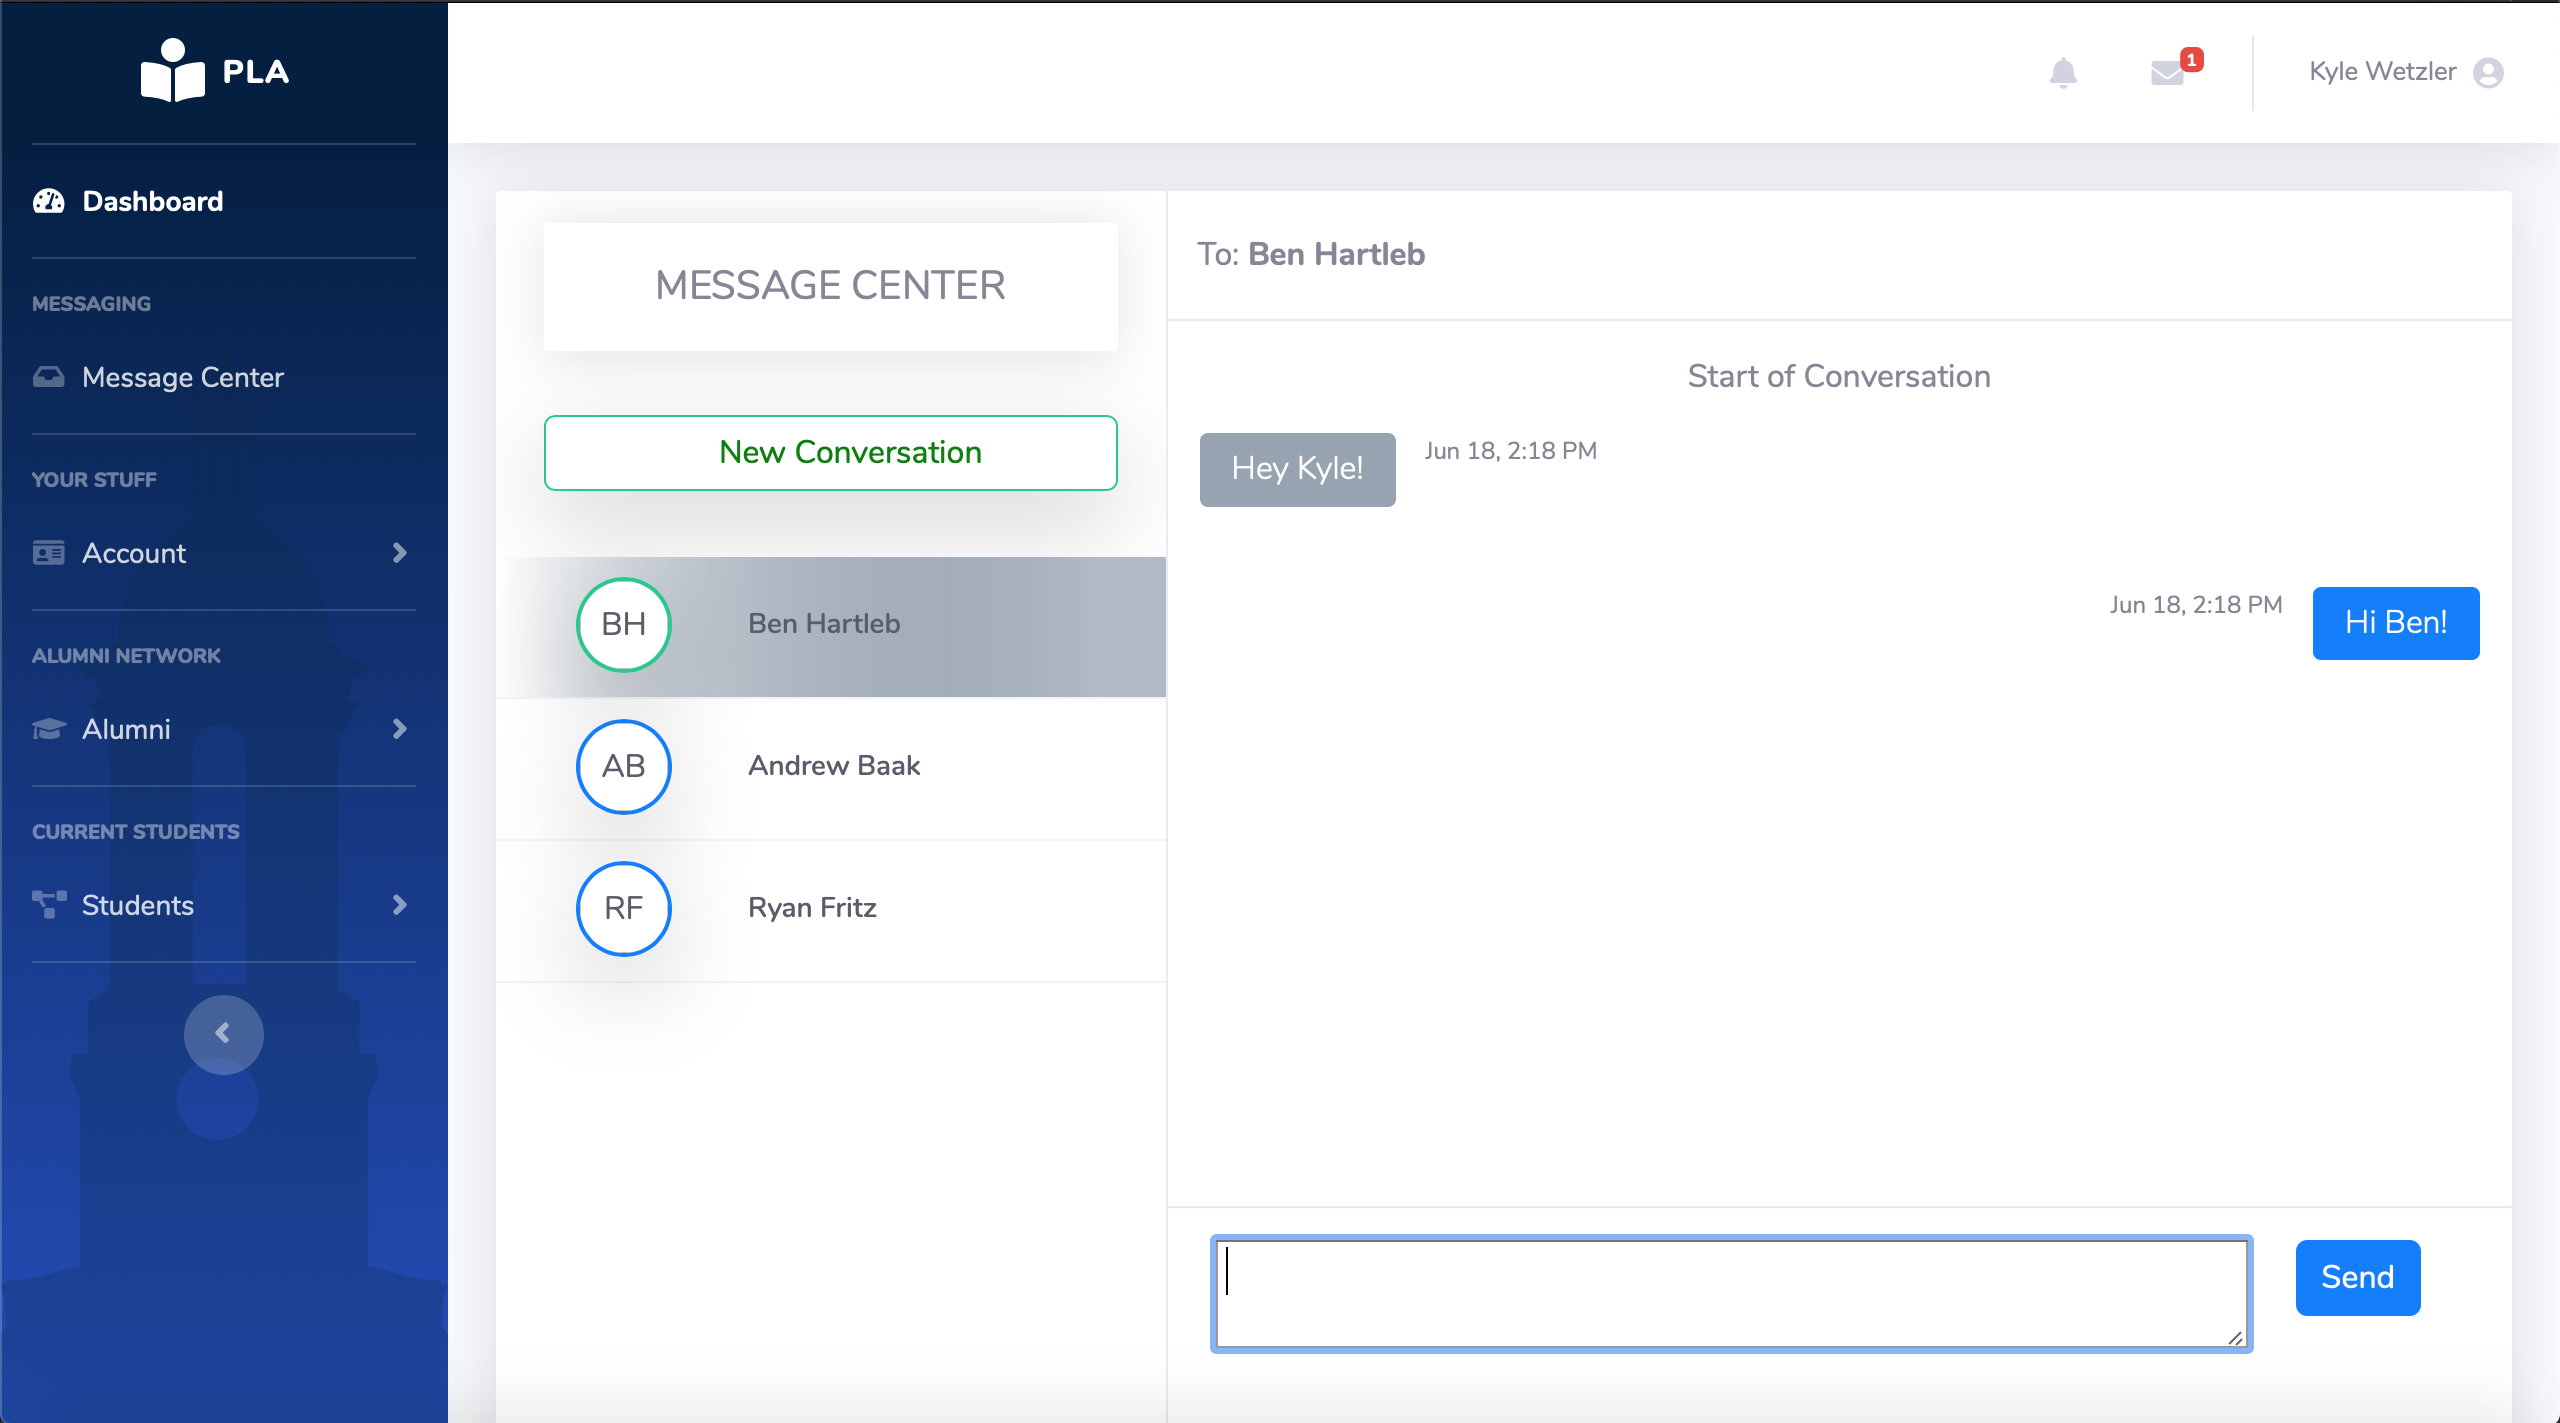 PLA
Dashboard
MESSAGING
Message Center
YOUR STUFF
Account
ALUMNI NETWORK
Alumni
CURRENT STUDENTS
Students
1
Kyle Wetzler
MESSAGE CENTER
New Conversation
BH Ben Hartleb
AB Andrew Baak
RF Ryan Fritz
To: Ben Hartleb
Start of Conversation
Hey Kyle! Jun 18, 2:18 PM
Jun 18, 2:18 PM Hi Ben!
Send